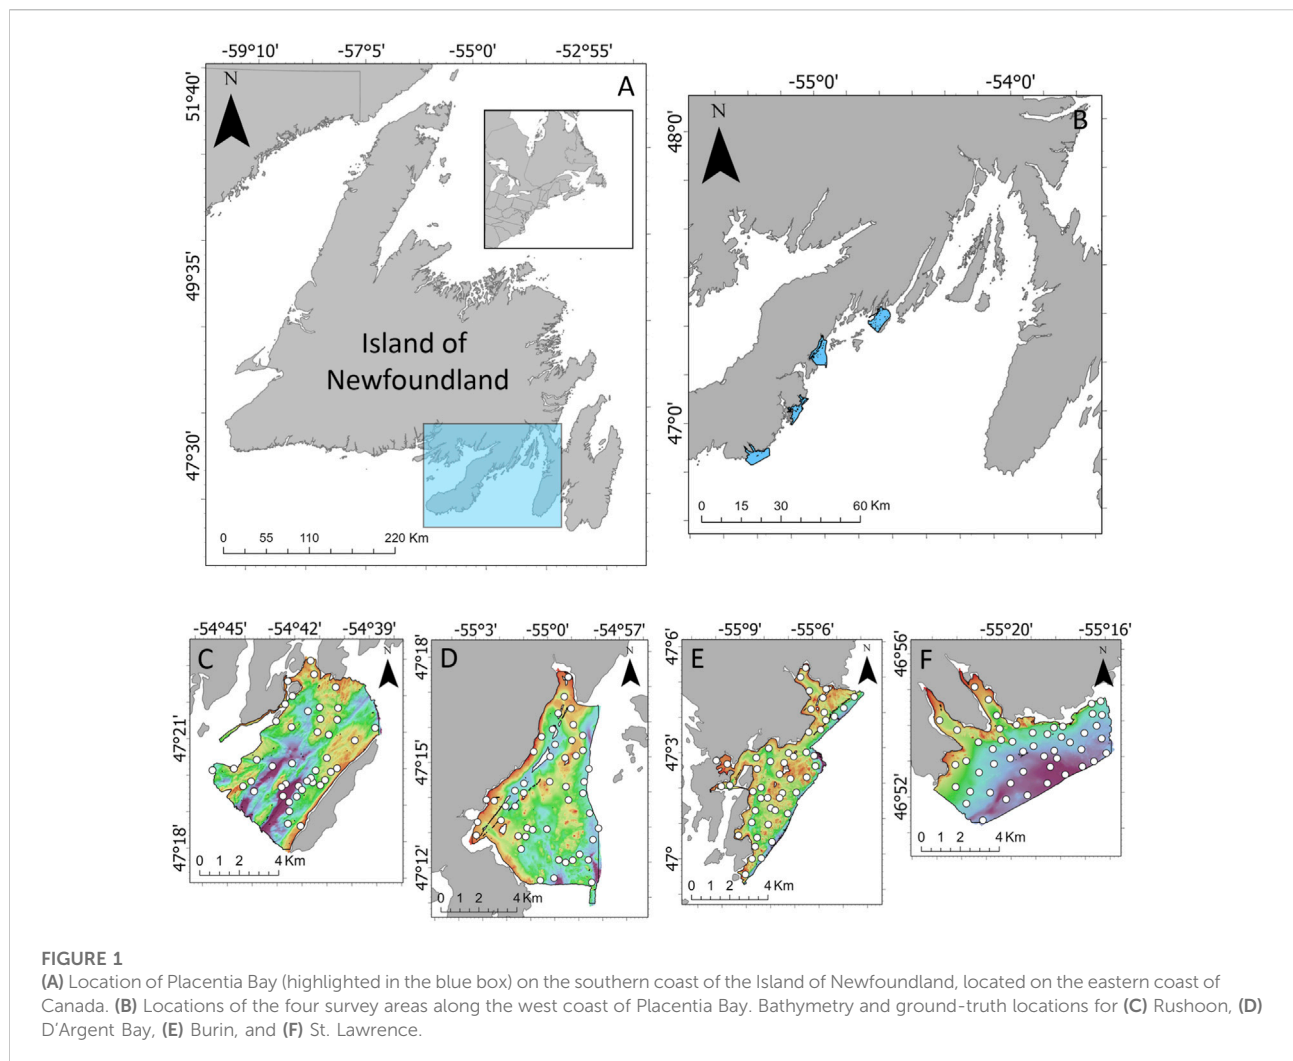 -59°10' -57°5' -55°0' -52°55'
51°40'
49°35'
47°30'
N
A
Island of
Newfoundland
0 55 110 220 Km
-55°0' -54°0'
48°0'
47°0'
N
B
0 15 30 60 Km
-54°45' -54°42' -54°39'
47°21'
47°18'
C
N
0 1 2 4 Km
-55°3' -55°0' -54°57'
47°18'
47°15'
47°12'
D
N
0 1 2 4 Km
-55°9' -55°6'
47°6'
47°3'
47°
E
N
0 1 2 4 Km
-55°20' -55°16'
46°56'
46°52'
F
N
0 1 2 4 Km
FIGURE 1
(A) Location of Placentia Bay (highlighted in the blue box) on the southern coast of the Island of Newfoundland, located on the eastern coast of
Canada. (B) Locations of the four survey areas along the west coast of Placentia Bay. Bathymetry and ground-truth locations for (C) Rushoon, (D)
D'Argent Bay, (E) Burin, and (F) St. Lawrence.